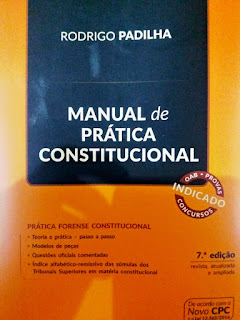 RODRIGO PADILHA
MANUAL de
PRÁTICA
CONSTITUCIONAL
OAB • PROVAS
INDICADO
CONCURSOS
PRÁTICA FORENSE CONSTITUCIONAL
• Teoria e prática – passo a passo
• Modelos de peças
• Questões oficiais comentadas
• Índice alfabético-remissivo das súmulas dos
Tribunais Superiores em matéria constitucional
7.ª edição
revista, atualizada
e ampliada
De acordo com o
Novo CPC